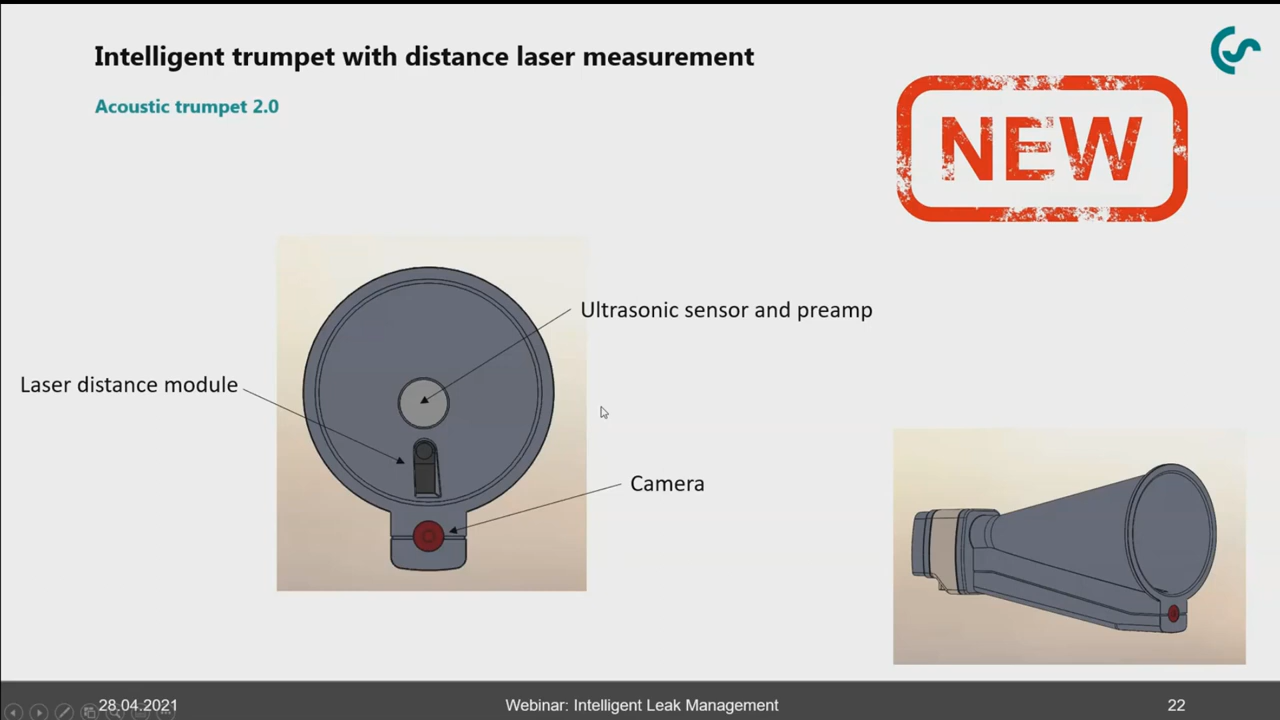 Intelligent trumpet with distance laser measurement
Acoustic trumpet 2.0
NEW
Ultrasonic sensor and preamp
Laser distance module
Camera
28.04.2021
Webinar: Intelligent Leak Management
22